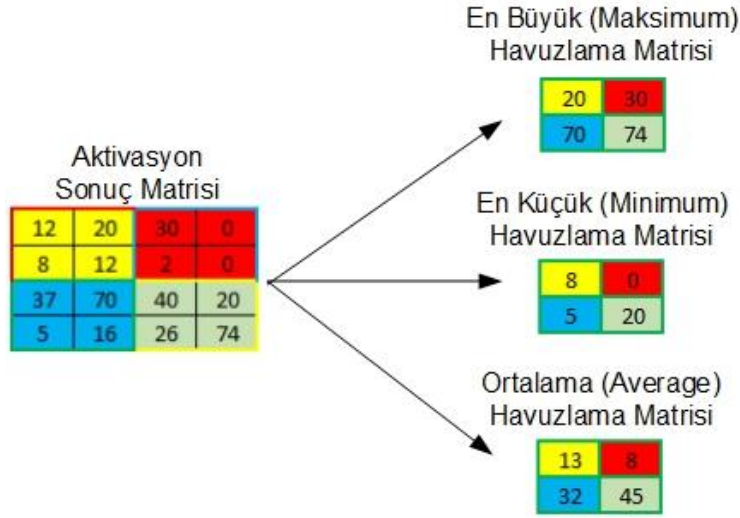 En Büyük (Maksimum)
Havuzlama Matrisi
20 30
70 74
Aktivasyon
Sonuç Matrisi
12 20 30 0
8 12 2 0
37 70 40 20
5 16 26 74
En Küçük (Minimum)
Havuzlama Matrisi
8 0
5 20
Ortalama (Average)
Havuzlama Matrisi
13 8
32 45